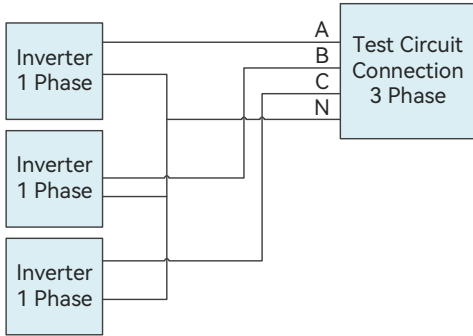 Inverter
1 Phase
Inverter
1 Phase
Inverter
1 Phase
A
B
C
N
Test Circuit
Connection
3 Phase